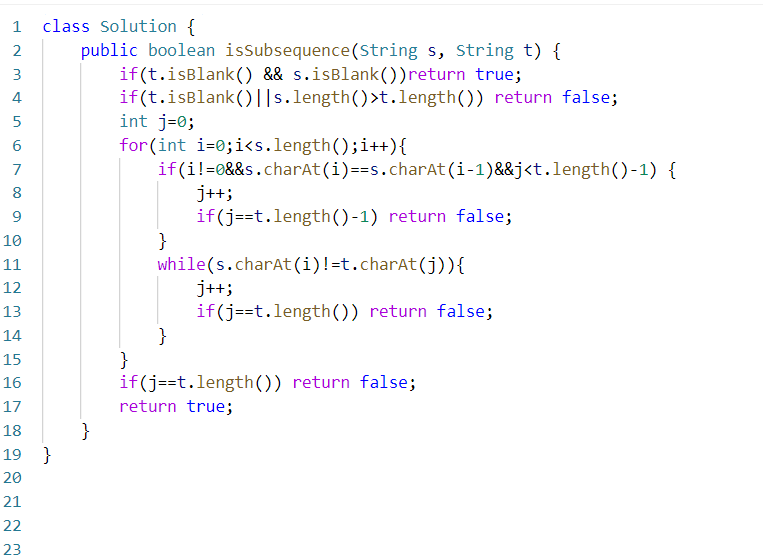 1 class Solution {
2 public boolean isSubsequence(String s, String t) {
3 if(t.isBlank() && s.isBlank())return true;
4 if(t.isBlank()||s.length()>t.length()) return false;
5 int j=0;
6 for(int i=0;i<s.length();i++){
7 if(i!=0&&s.charAt(i)==s.charAt(i-1)&&j<t.length()-1) {
8 j++;
9 if(j==t.length()-1) return false;
10 }
11 while(s.charAt(i)!=t.charAt(j)){
12 j++;
13 if(j==t.length()) return false;
14 }
15 }
16 if(j==t.length()) return false;
17 return true;
18 }
19 }
20
21
22
23